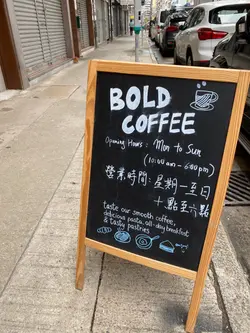 BOLD
COFFEE
Opening Hours : Mon to Sun
(10:00am - 6:00pm)
營業時間：星期一至日
十點至六點
taste our smooth coffee,
delicious pasta, all-day breakfast
& tasty pastries